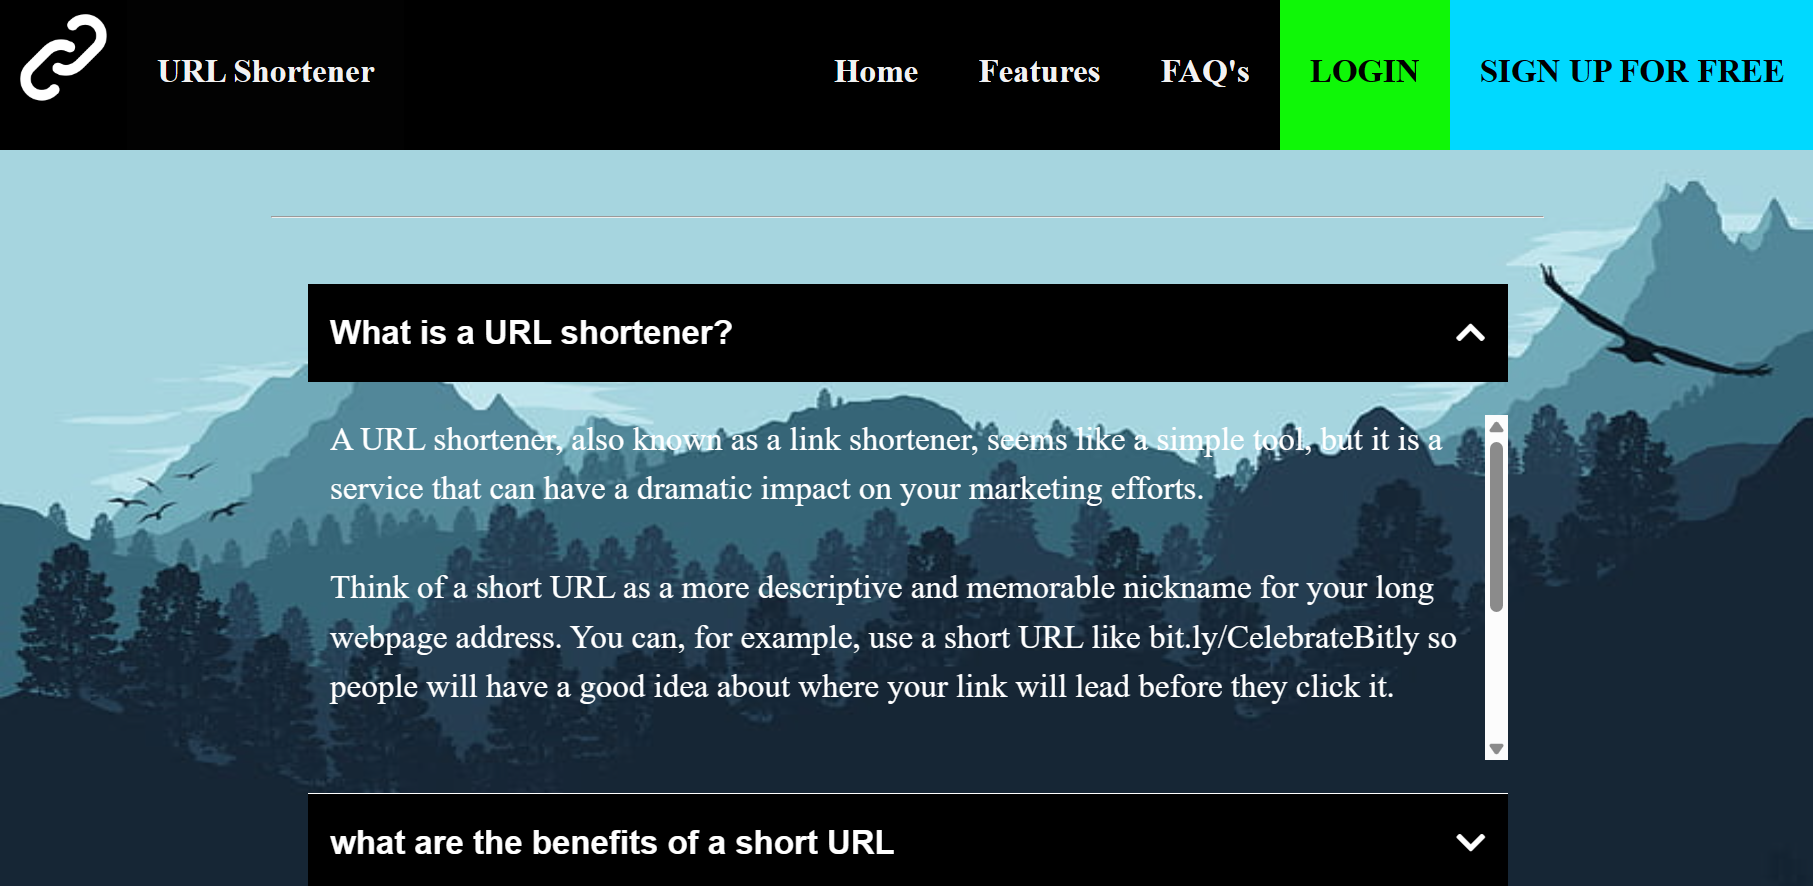 URL Shortener
Home
Features
FAQ's
LOGIN
SIGN UP FOR FREE
What is a URL shortener?
A URL shortener, also known as a link shortener, seems like a simple tool, but it is a
service that can have a dramatic impact on your marketing efforts.
Think of a short URL as a more descriptive and memorable nickname for your long
webpage address. You can, for example, use a short URL like bit.ly/CelebrateBitly so
people will have a good idea about where your link will lead before they click it.
what are the benefits of a short URL